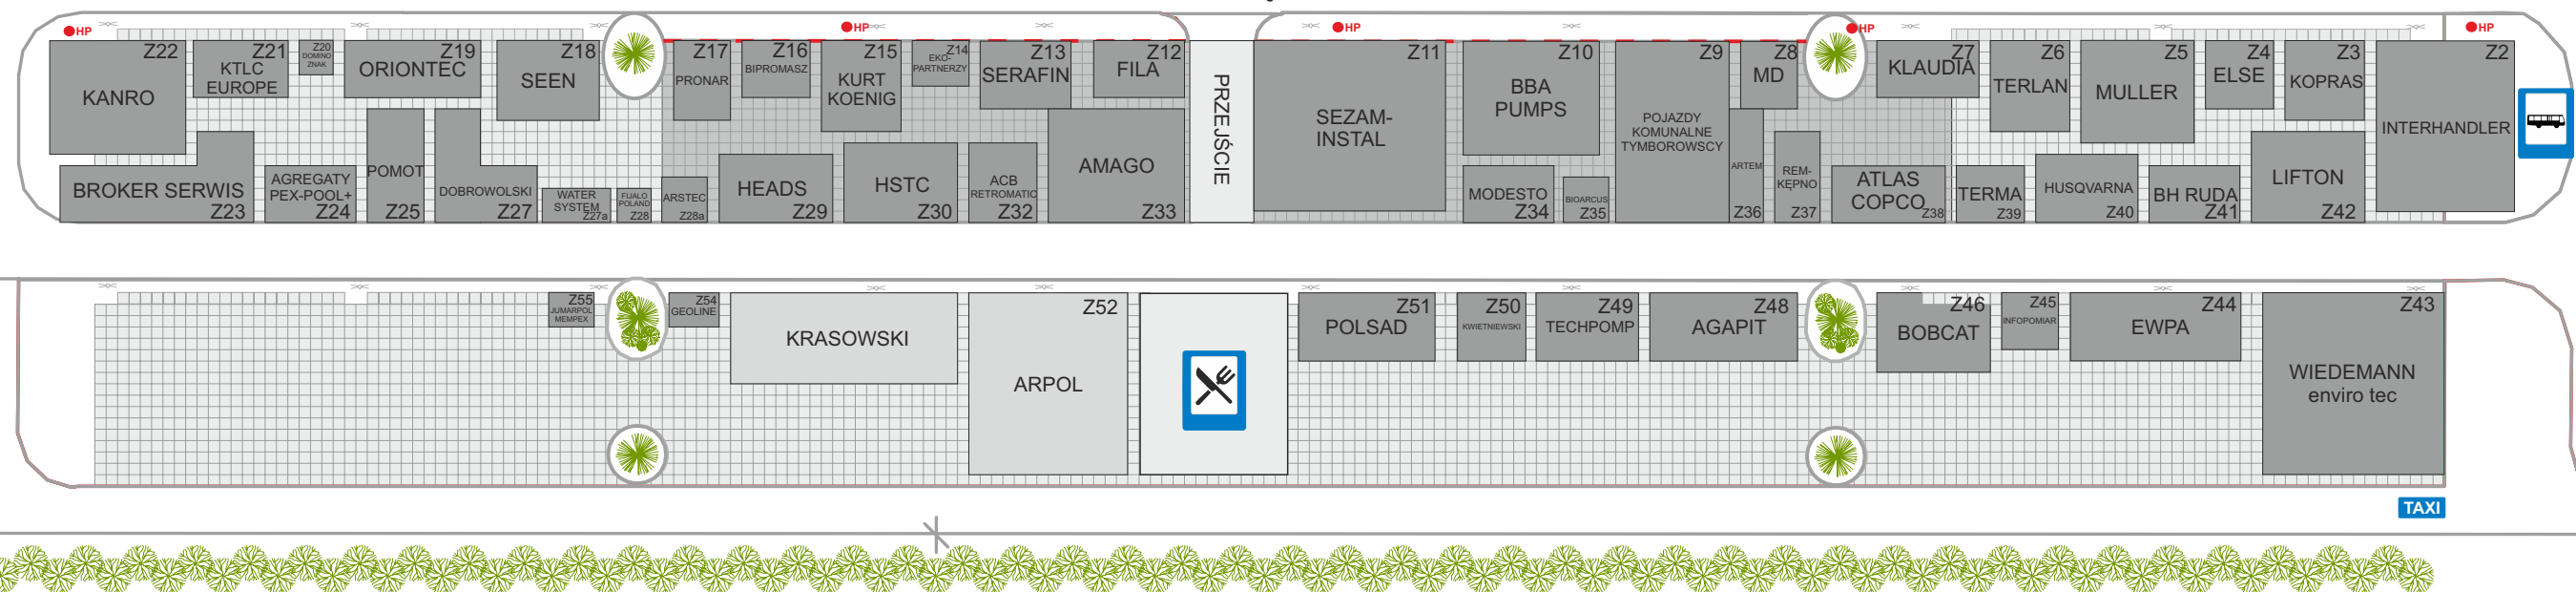 HP
HP
HP
HP
HP
Z22
KANRO
Z21
KTLC
EUROPE
Z20
DOMINO
ZNAK
Z19
ORIONTEC
Z18
SEEN
Z17
PRONAR
Z16
BIPROMASZ
Z15
KURT
KOENIG
Z14
EKO-
PARTNERZY
Z13
SERAFIN
Z12
FILA
PRZEJŚCIE
Z11
SEZAM-
INSTAL
Z10
BBA
PUMPS
Z9
POJAZDY
KOMUNALNE
TYMBOROWSCY
Z8
MD
Z7
KLAUDIA
Z6
TERLAN
Z5
MULLER
Z4
ELSE
Z3
KOPRAS
Z2
INTERHANDLER
BROKER SERWIS
Z23
AGREGATY
PEX-POOL+
Z24
POMOT
Z25
DOBROWOLSKI
Z27
WATER
SYSTEM
Z27a
FIJALO
POLAND
Z28
ARSTEC
Z28a
HEADS
Z29
HSTC
Z30
ACB
RETROMATIC
Z32
AMAGO
Z33
MODESTO
Z34
BIOARCUS
Z35
ARTEM
Z36
REM-
KĘPNO
Z37
ATLAS
COPCO
Z38
TERMA
Z39
HUSQVARNA
Z40
BH RUDA
Z41
LIFTON
Z42
Z55
JUMARPOL
MEMPEX
Z54
GEOLINE
KRASOWSKI
Z52
ARPOL
Z51
POLSAD
Z50
KWIETNIEWSKI
Z49
TECHPOMP
Z48
AGAPIT
Z46
BOBCAT
Z45
INFOPOMIAR
Z44
EWPA
Z43
WIEDEMANN
enviro tec
TAXI